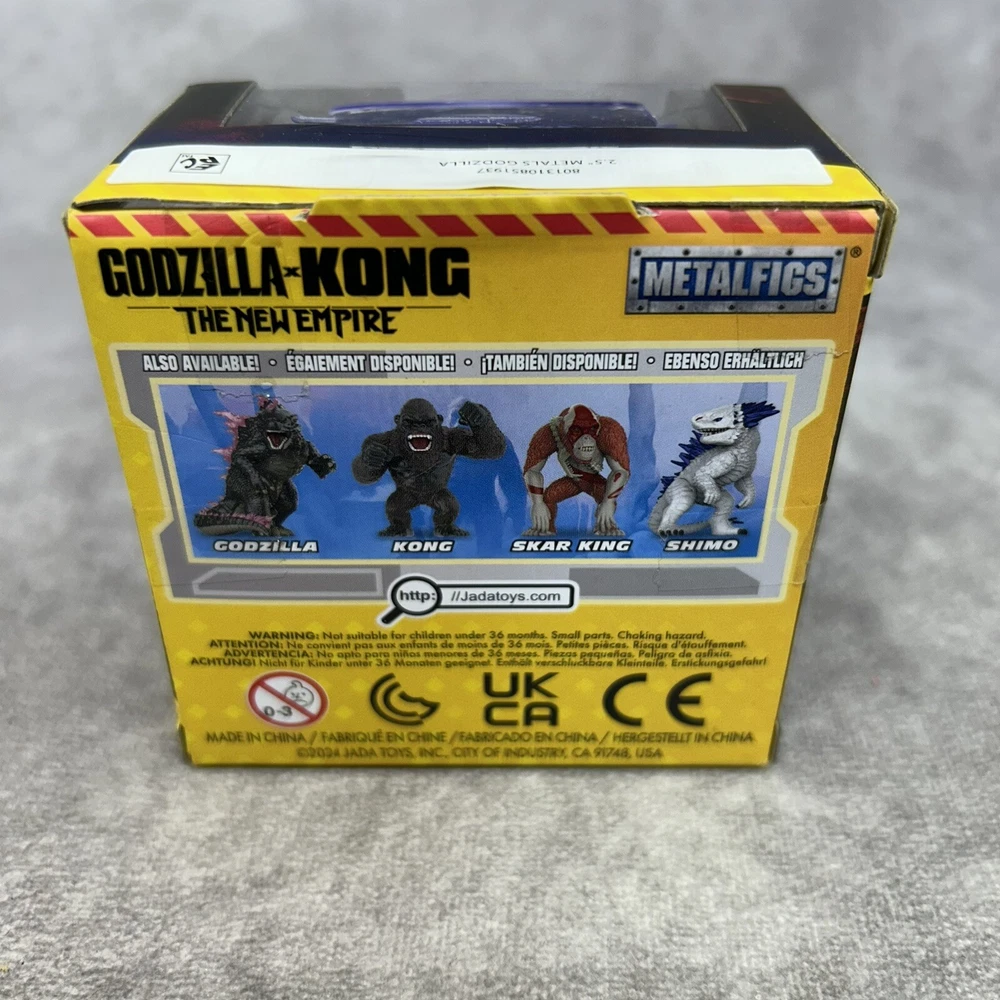 801310851937
2.5" METALS GODZILLA
GODZILLA x KONG
THE NEW EMPIRE
METALFIGS®
ALSO AVAILABLE! • ÉGAIEMENT DISPONIBLE! • ¡TAMBIÉN DISPONIBLE! • EBENSO ERHÄLTLICH
GODZILLA KONG SKAR KING SHIMO
http: //Jadatoys.com
WARNING: Not suitable for children under 36 months. Small parts. Choking hazard.
ATTENTION: Ne convient pas aux enfants de moins de 36 mois. Petites pièces. Risque d'étouffement.
ADVERTENCIA: No apto para niños menores de 36 meses. Piezas pequeñas. Peligro de asfixia.
ACHTUNG! Nicht für Kinder unter 36 Monaten geeignet. Enthält verschluckbare Kleinteile. Erstickungsgefahr!
0-3
UK
CA
CE
MADE IN CHINA / FABRIQUÉ EN CHINE / FABRICADO EN CHINA / HERGESTELLT IN CHINA
©2024 JADA TOYS, INC., CITY OF INDUSTRY, CA 91748, USA